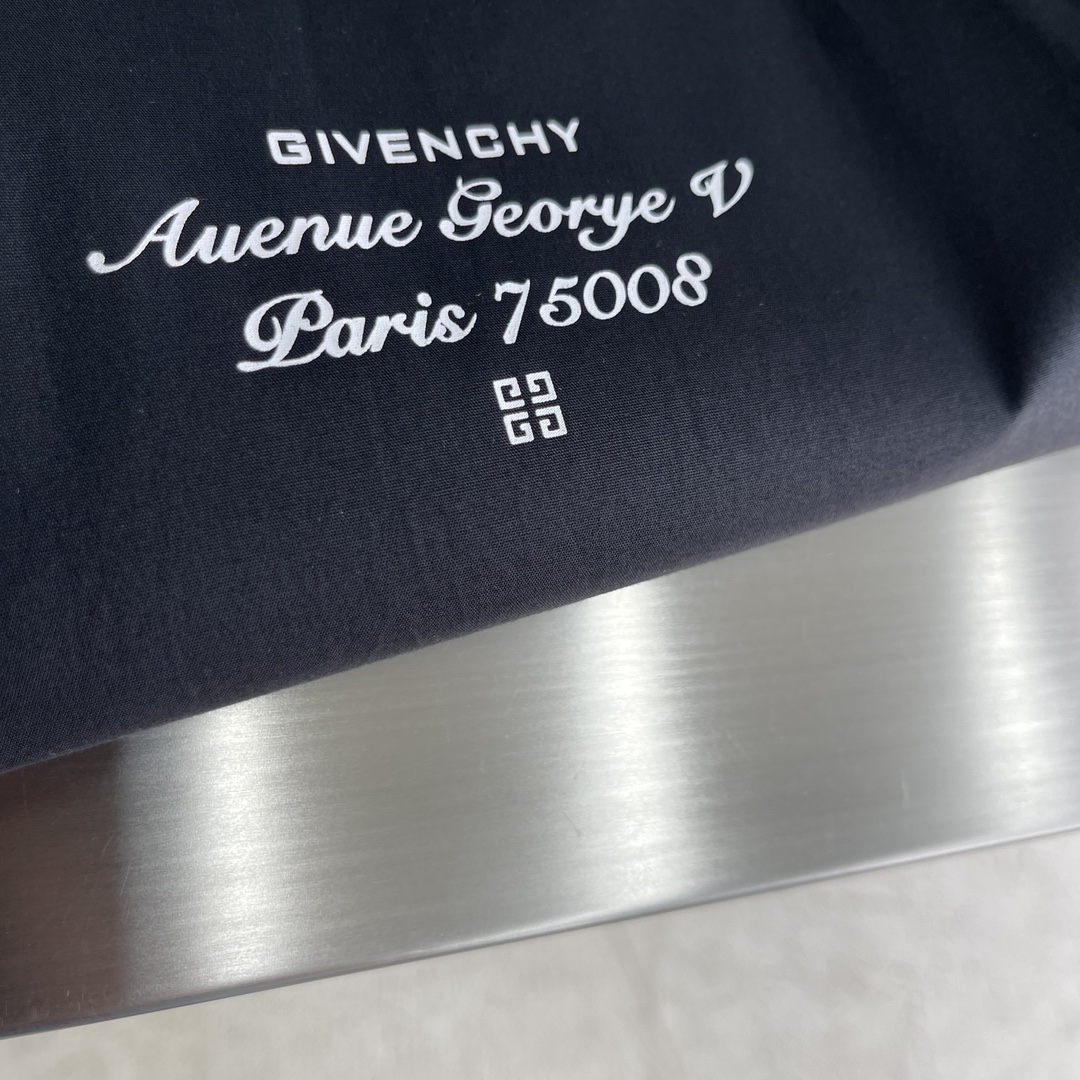 GIVENCHY
Auenue Georye V
Paris 75008